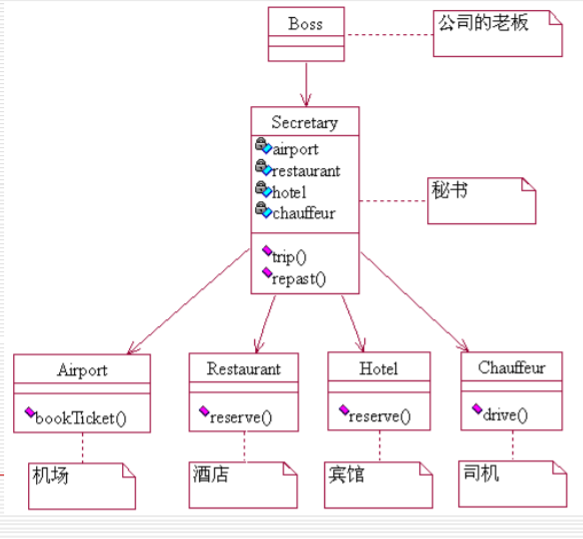 Boss
公司的老板
Secretary
airport
restaurant
hotel
chauffeur
trip()
repast()
秘书
Airport
bookTicket()
Restaurant
reserve()
Hotel
reserve()
Chauffeur
drive()
机场
酒店
宾馆
司机